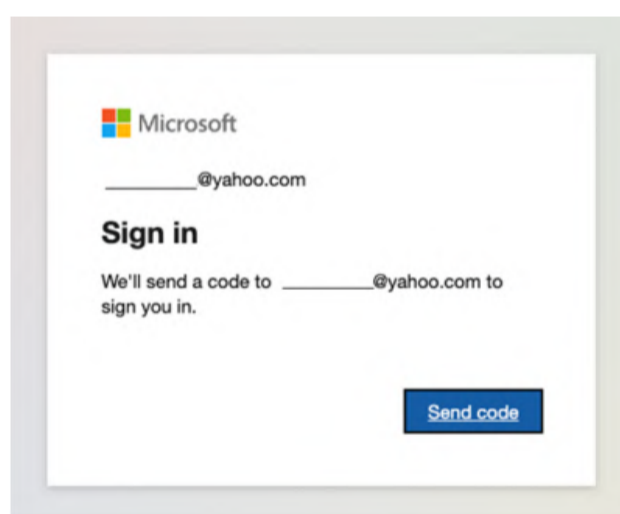 Microsoft
_________@yahoo.com
Sign in
We'll send a code to _________@yahoo.com to
sign you in.
Send code